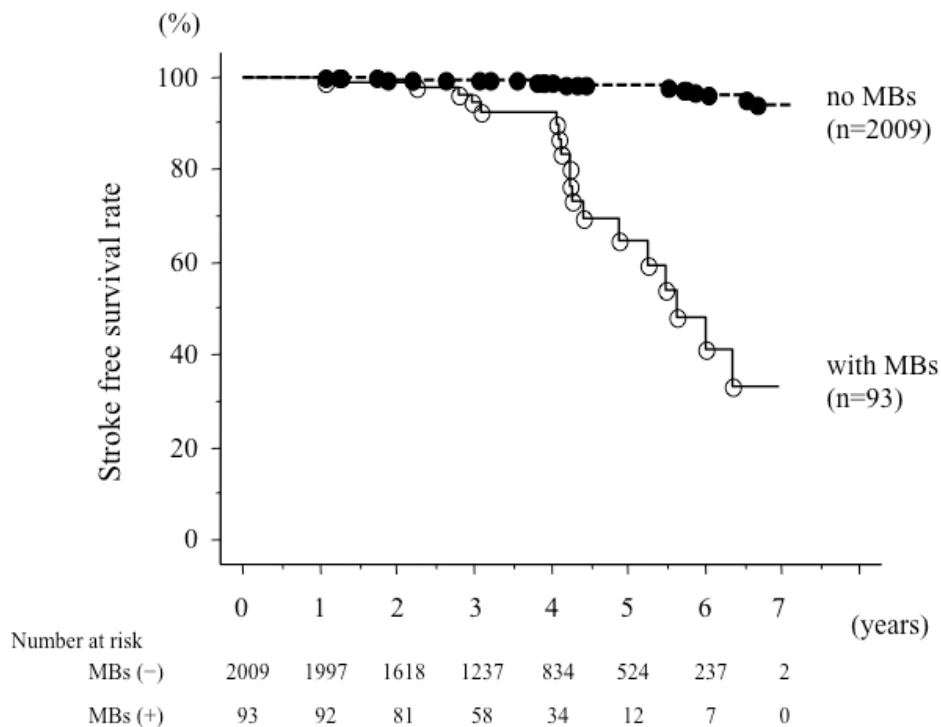 (%)
100
80
60
40
20
0
Stroke free survival rate
no MBs
(n=2009)
with MBs
(n=93)
0 1 2 3 4 5 6 7 (years)
Number at risk
MBs (−) 2009 1997 1618 1237 834 524 237 2
MBs (+) 93 92 81 58 34 12 7 0